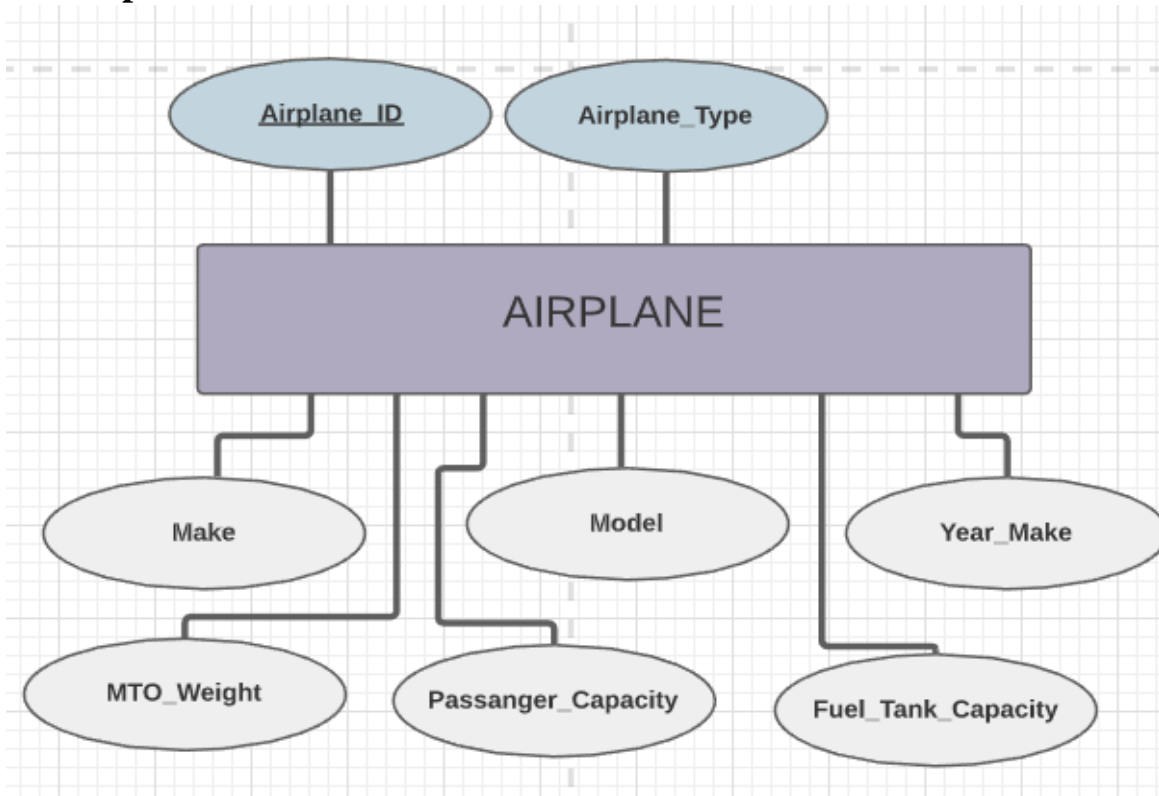 Airplane_ID
Airplane_Type
AIRPLANE
Make
Model
Year_Make
MTO_Weight
Passanger_Capacity
Fuel_Tank_Capacity